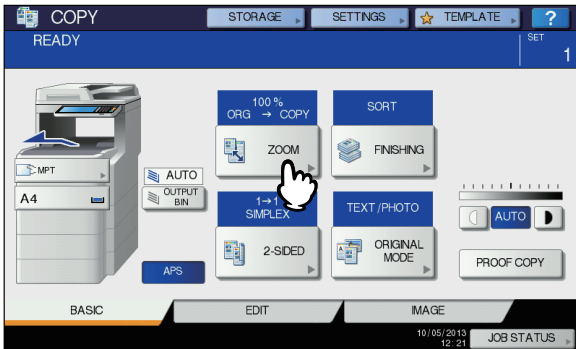 COPY
STORAGE
SETTINGS
TEMPLATE
?
READY
SET
1
100 %
ORG → COPY
ZOOM
SORT
FINISHING
MPT
A4
AUTO
OUTPUT
BIN
APS
1→1
SIMPLEX
2-SIDED
TEXT/PHOTO
ORIGINAL
MODE
AUTO
PROOF COPY
BASIC
EDIT
IMAGE
10/05/2013
12:21
JOB STATUS